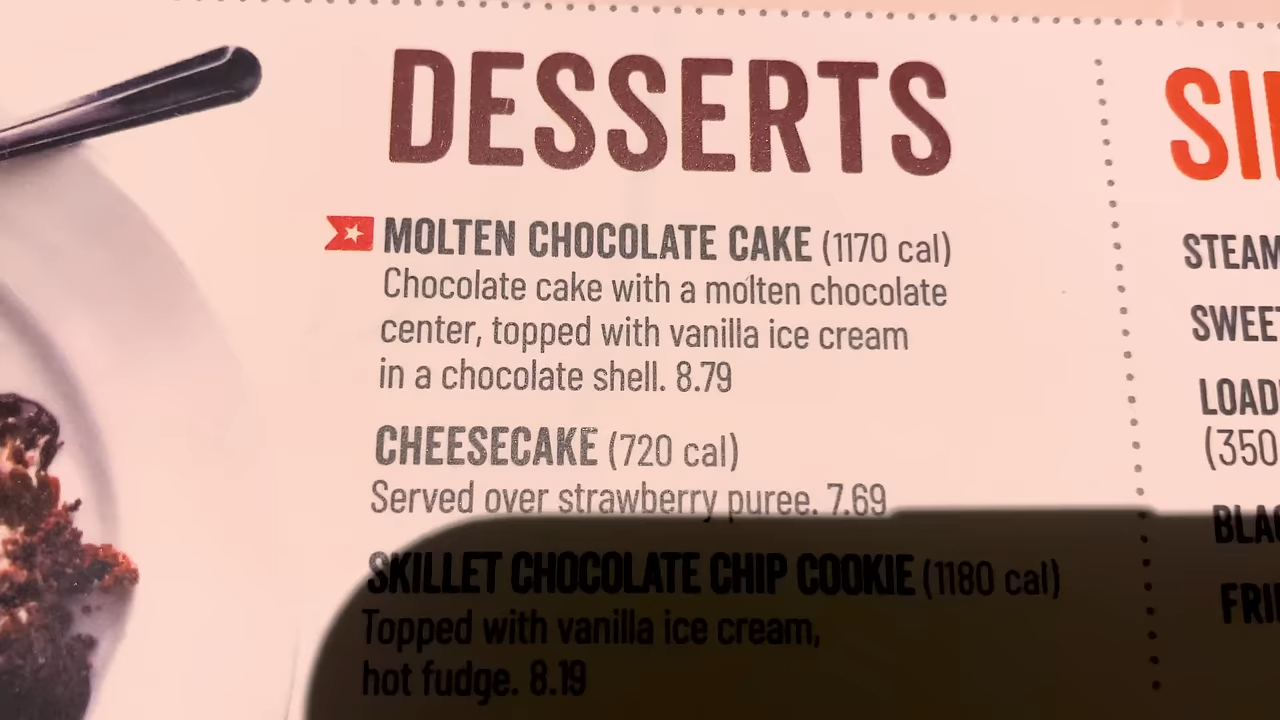 DESSERTS
MOLTEN CHOCOLATE CAKE (1170 cal)
Chocolate cake with a molten chocolate
center, topped with vanilla ice cream
in a chocolate shell. 8.79
CHEESECAKE (720 cal)
Served over strawberry puree. 7.69
SKILLET CHOCOLATE CHIP COOKIE (1180 cal)
Topped with vanilla ice cream,
hot fudge. 8.19
(350